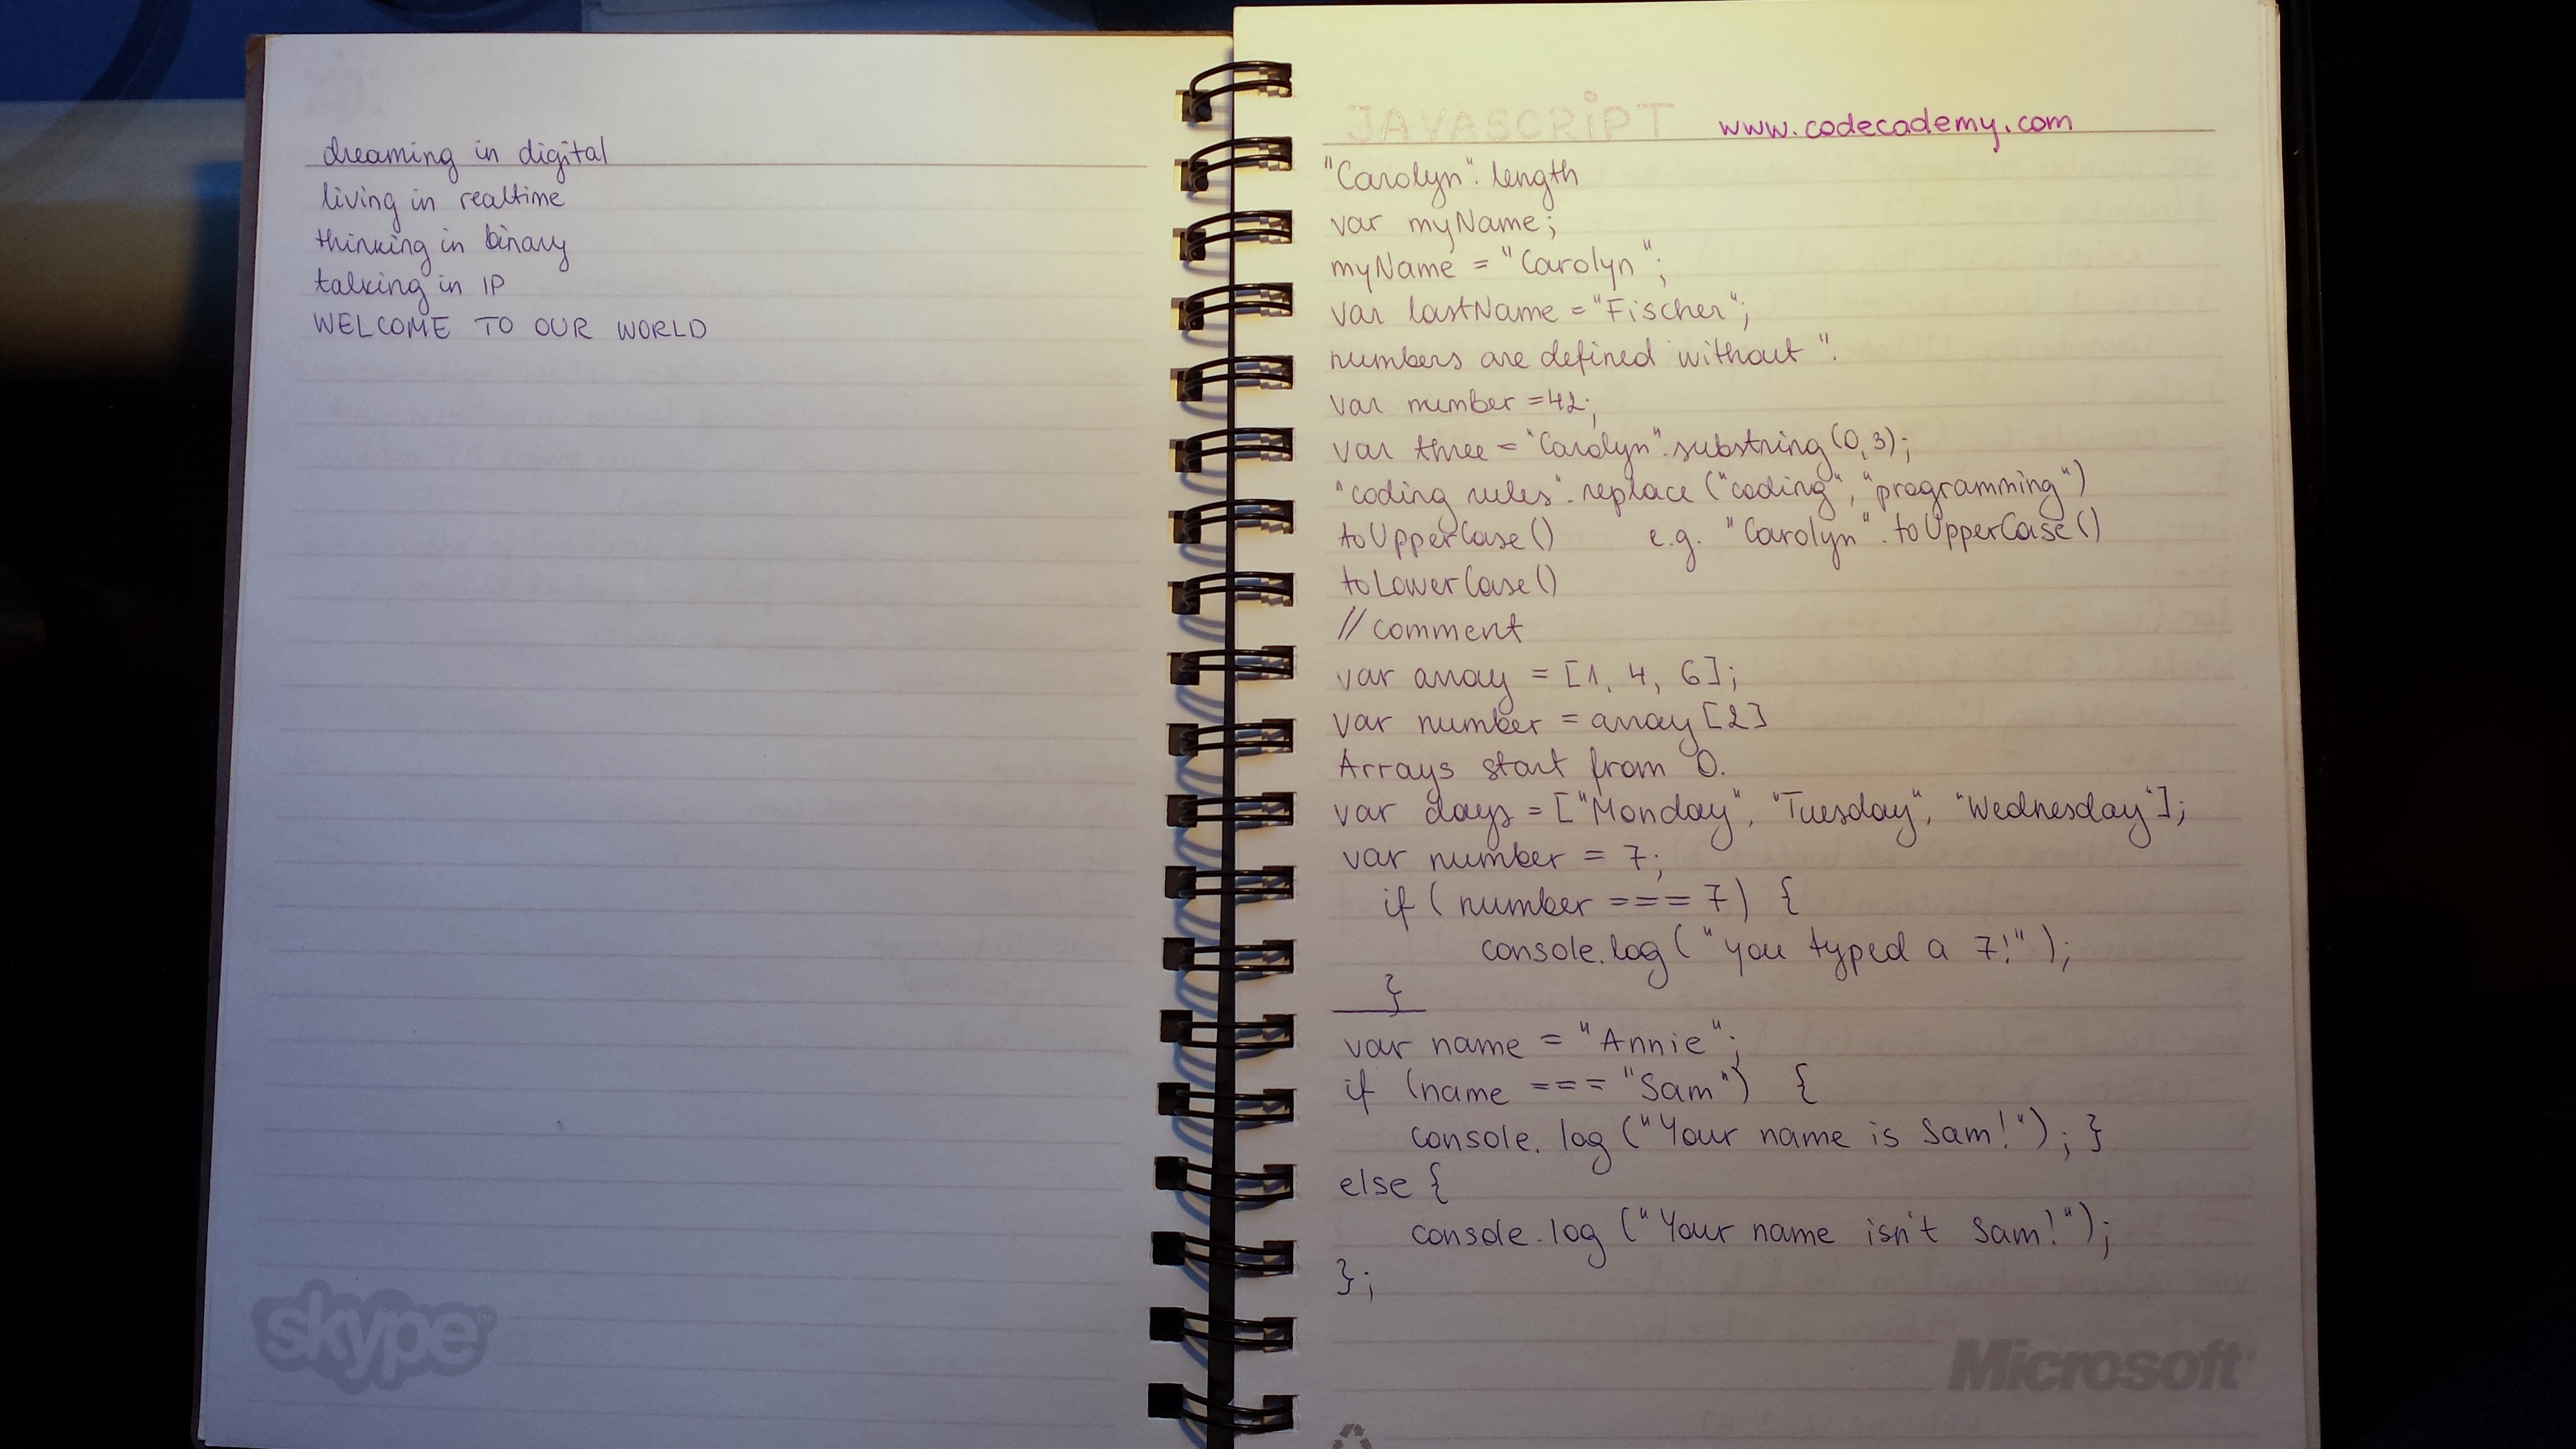 dreaming in digital
living in realtime
thinking in binary
talking in IP
WELCOME TO OUR WORLD
skype
JAVASCRIPT www.codecademy.com
"Carolyn".length
var myName;
myName = "Carolyn";
var lastName = "Fischer";
numbers are defined without ".
var number = 42;
var three = "Carolyn".substring(0,3);
"coding rules".replace ("coding", "programming")
toUpperCase() e.g. "Carolyn".toUpperCase()
toLowerCase()
// comment
var array = [1, 4, 6];
var number = array [2]
Arrays start from 0.
var days = ["Monday", "Tuesday", "Wednesday"];
var number = 7;
if ( number === 7) {
console.log ( "you typed a 7!" );
}
var name = "Annie";
if (name === "Sam") {
console.log ("Your name is Sam!"); }
else {
console.log ("Your name isn't Sam!");
};
Microsoft